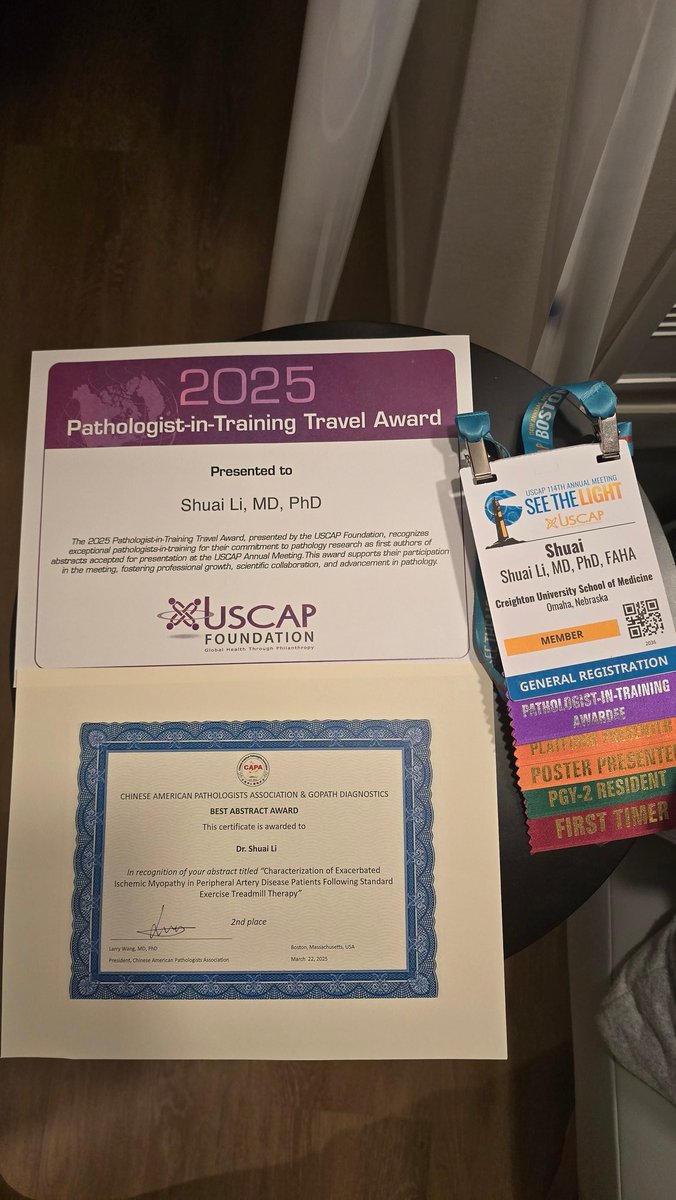 2025
Pathologist-in-Training Travel Award
Presented to
Shuai Li, MD, PhD
The 2025 Pathologist-in-Training Travel Award, presented by the USCAP Foundation, recognizes
exceptional pathologists-in-training for their commitment to pathology research as first authors of
abstracts accepted for presentation at the USCAP Annual Meeting. This award supports their participation
in the meeting, fostering professional growth, scientific collaboration, and advancement in pathology.
USCAP
FOUNDATION
Global Health Through Philanthropy
BOSTON
USCAP 114TH ANNUAL MEETING
SEE THE LIGHT
USCAP
Shuai
Shuai Li, MD, PhD, FAHA
Creighton University School of Medicine
Omaha, Nebraska
MEMBER
2036
GENERAL REGISTRATION
PATHOLOGIST-IN-TRAINING
AWARDEE
PLATFORM PRESENTER
POSTER PRESENTER
PGY-2 RESIDENT
FIRST TIMER
CAPA
CHINESE AMERICAN PATHOLOGISTS ASSOCIATION & GOPATH DIAGNOSTICS
BEST ABSTRACT AWARD
This certificate is awarded to
Dr. Shuai Li
In recognition of your abstract titled "Characterization of Exacerbated
Ischemic Myopathy in Peripheral Artery Disease Patients Following Standard
Exercise Treadmill Therapy"
2nd place
Larry Wang, MD, PhD
President, Chinese American Pathologists Association
Boston, Massachusetts, USA
March 22, 2025